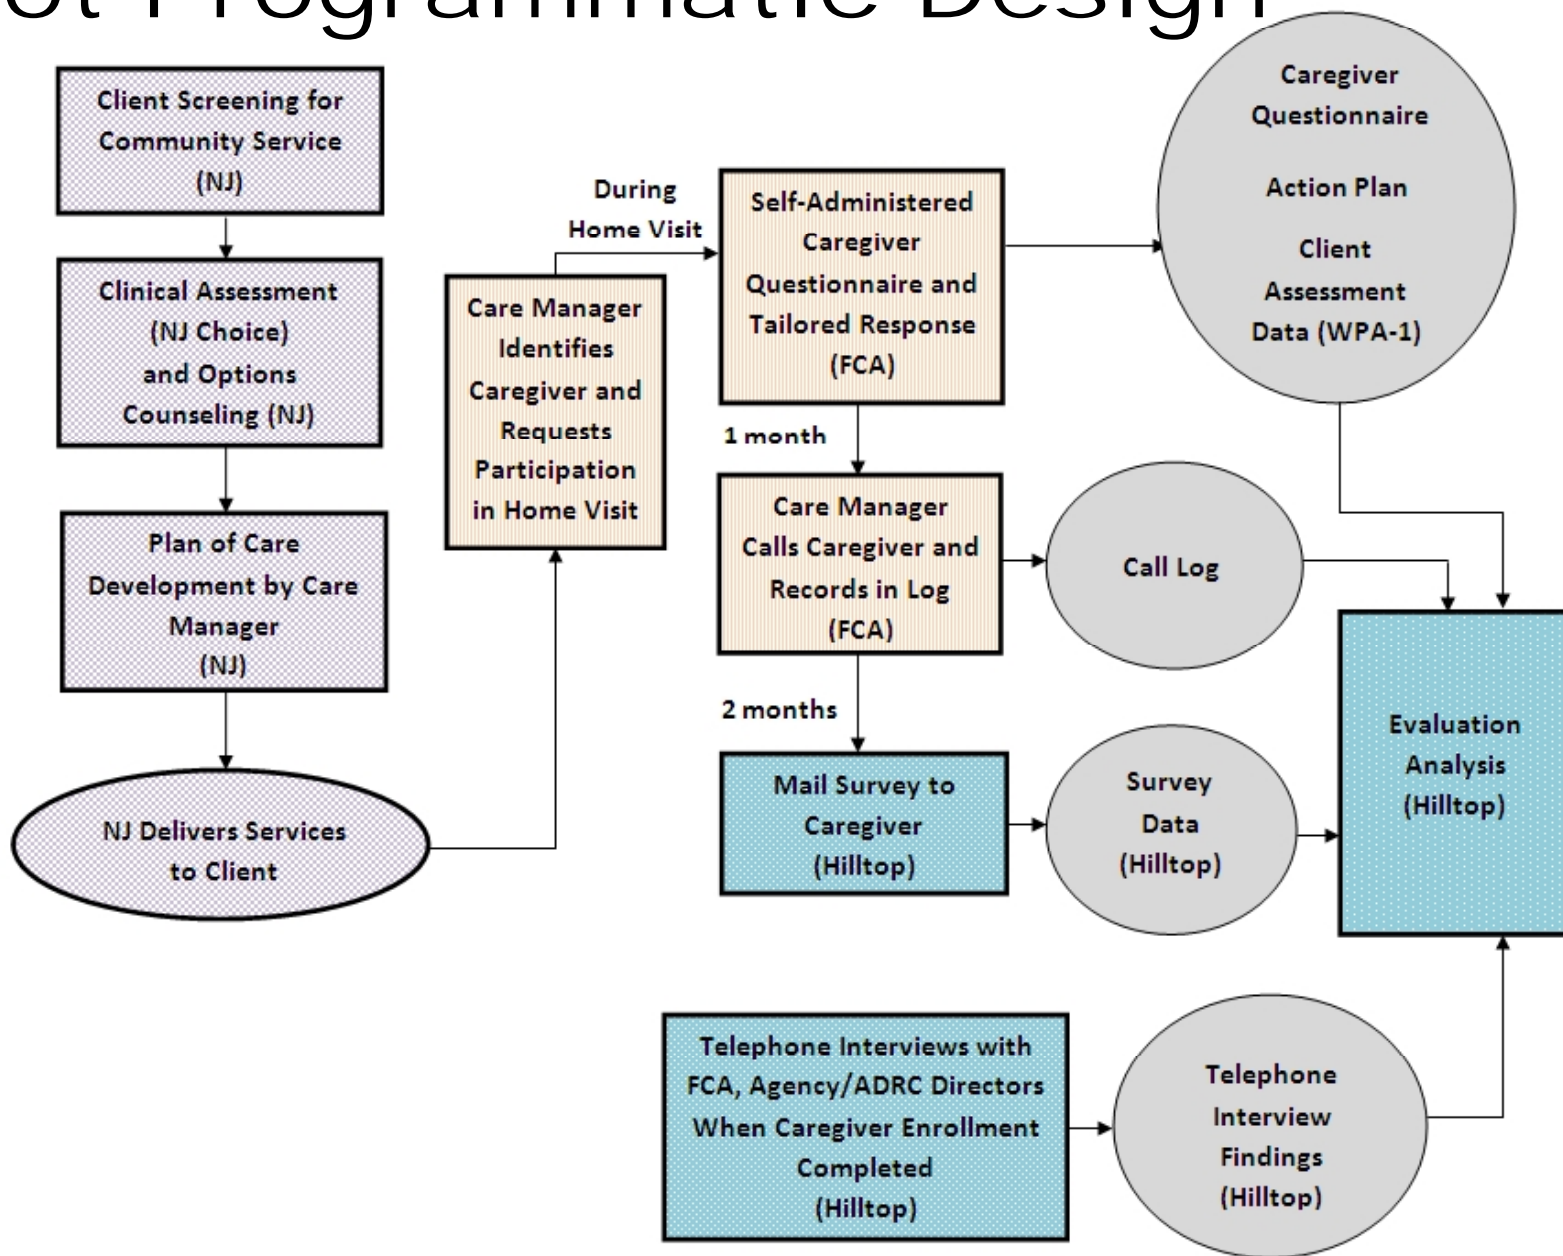 ot Programmatic Design
Client Screening for
Community Service
(NJ)
Clinical Assessment
(NJ Choice)
and Options
Counseling (NJ)
Plan of Care
Development by Care
Manager
(NJ)
NJ Delivers Services
to Client
Care Manager
Identifies
Caregiver and
Requests
Participation
in Home Visit
During
Home Visit
Self-Administered
Caregiver
Questionnaire and
Tailored Response
(FCA)
1 month
Care Manager
Calls Caregiver and
Records in Log
(FCA)
2 months
Mail Survey to
Caregiver
(Hilltop)
Caregiver
Questionnaire
Action Plan
Client
Assessment
Data (WPA-1)
Call Log
Survey
Data
(Hilltop)
Evaluation
Analysis
(Hilltop)
Telephone Interviews with
FCA, Agency/ADRC Directors
When Caregiver Enrollment
Completed
(Hilltop)
Telephone
Interview
Findings
(Hilltop)